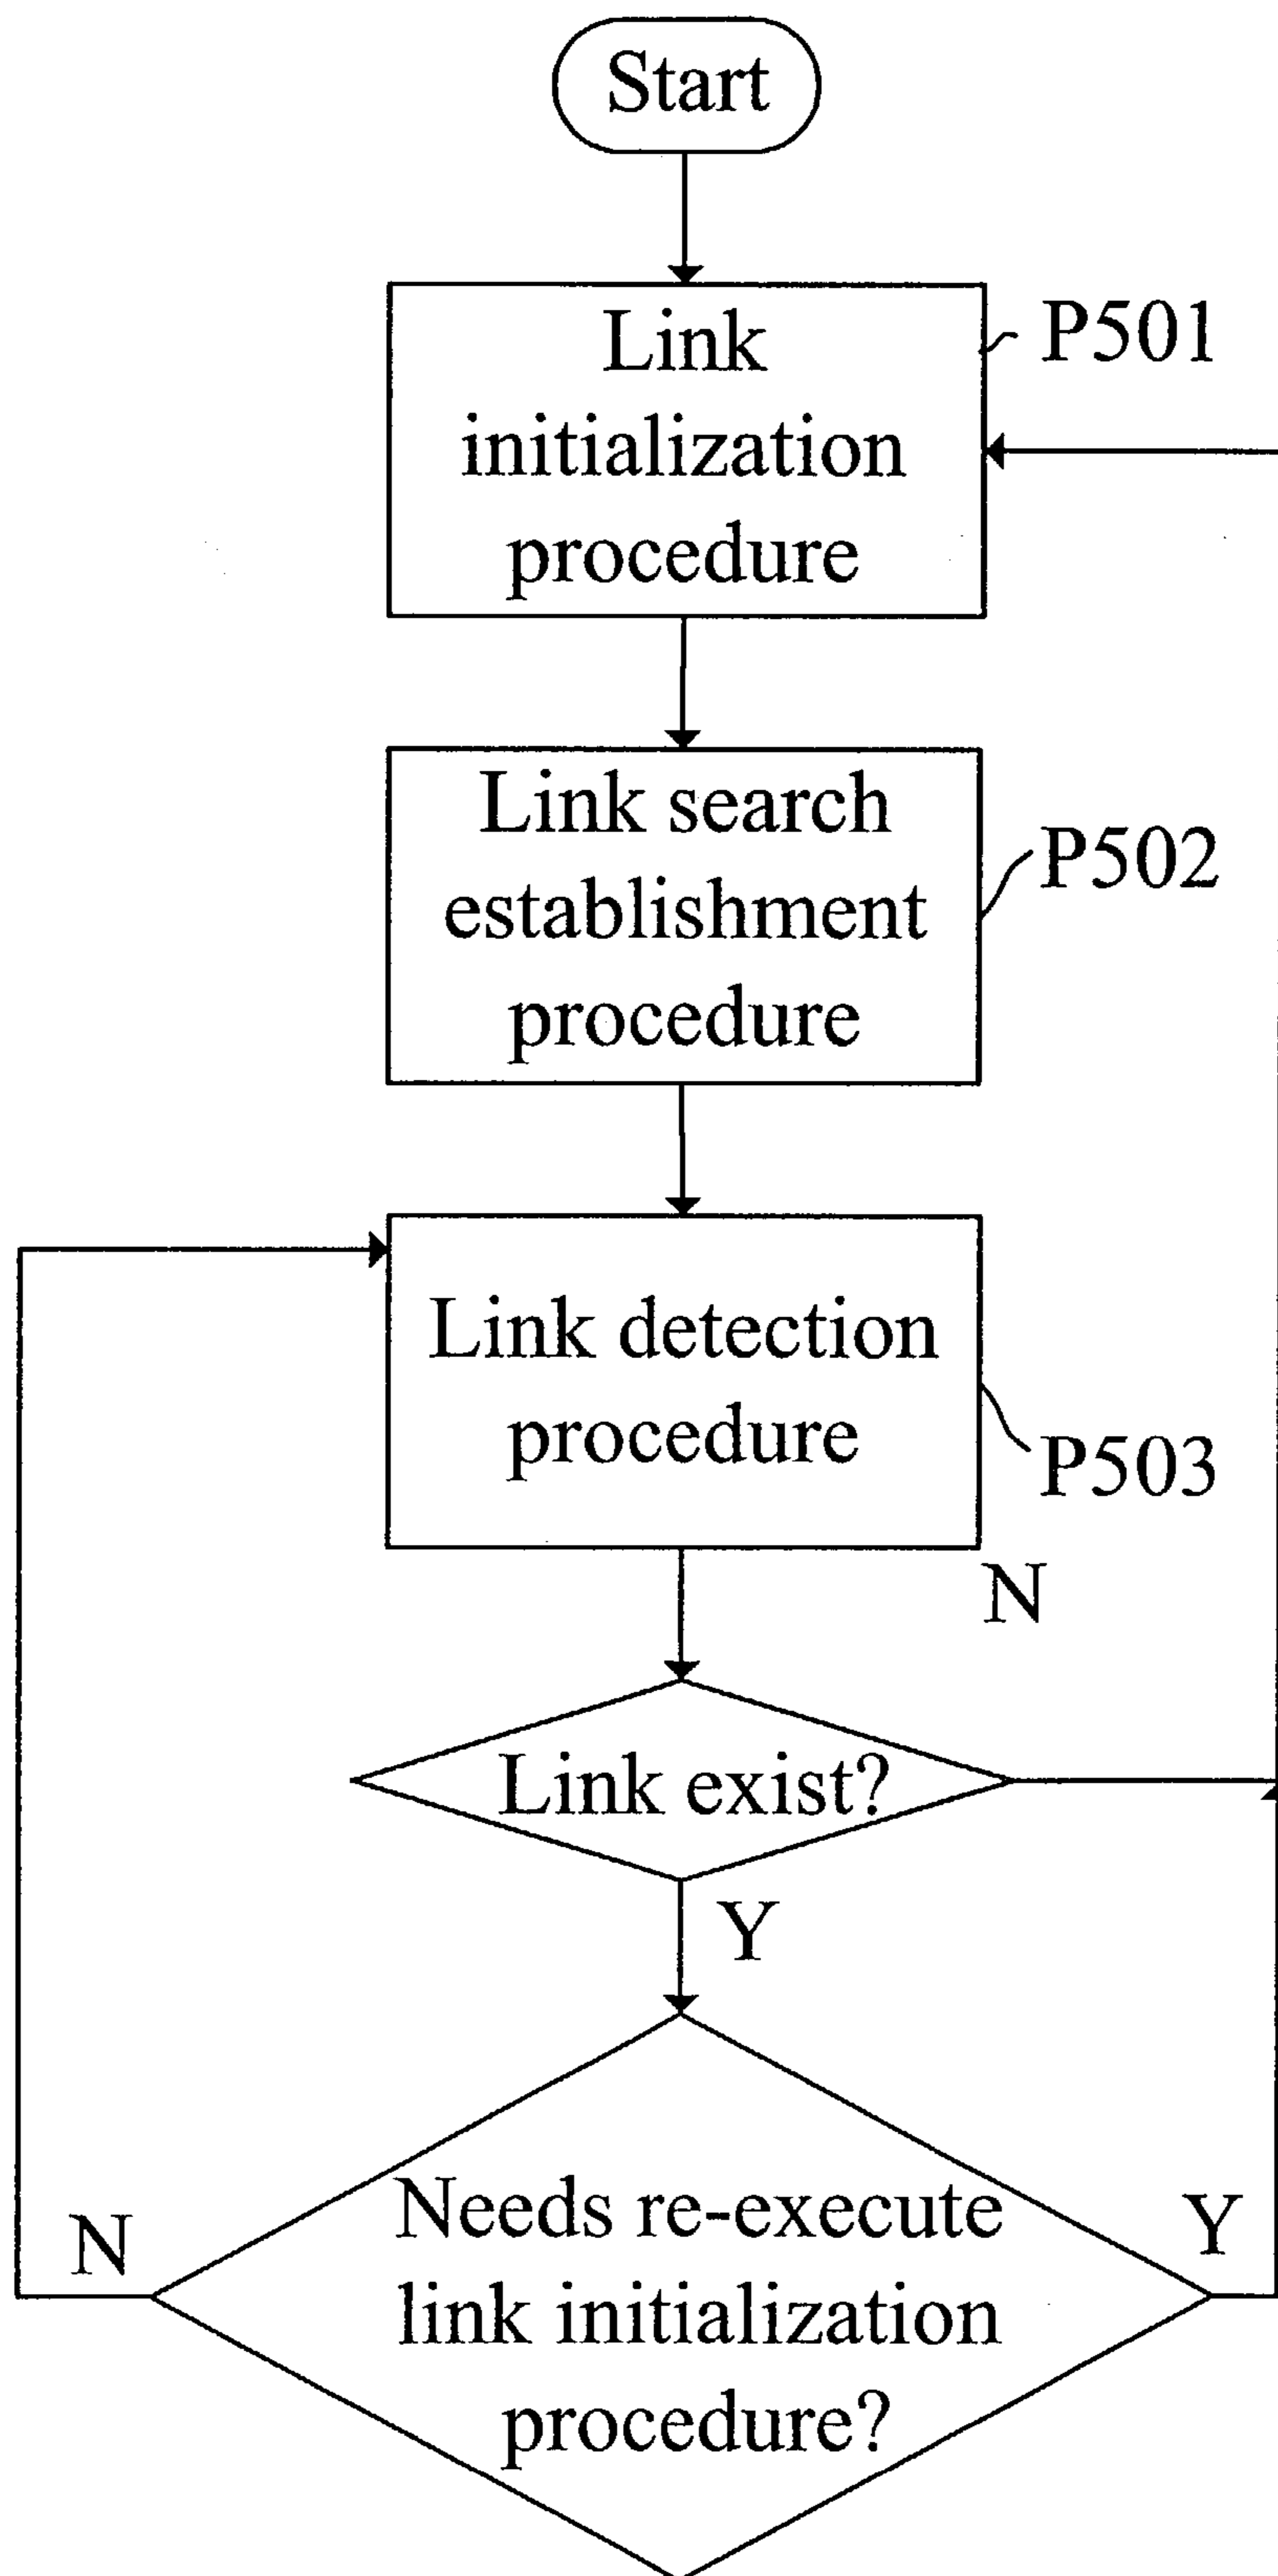 Start
Link
initialization
procedure
P501
Link search
establishment
procedure
P502
Link detection
procedure
P503
N
Link exist?
Y
Needs re-execute
link initialization
procedure?
N
Y